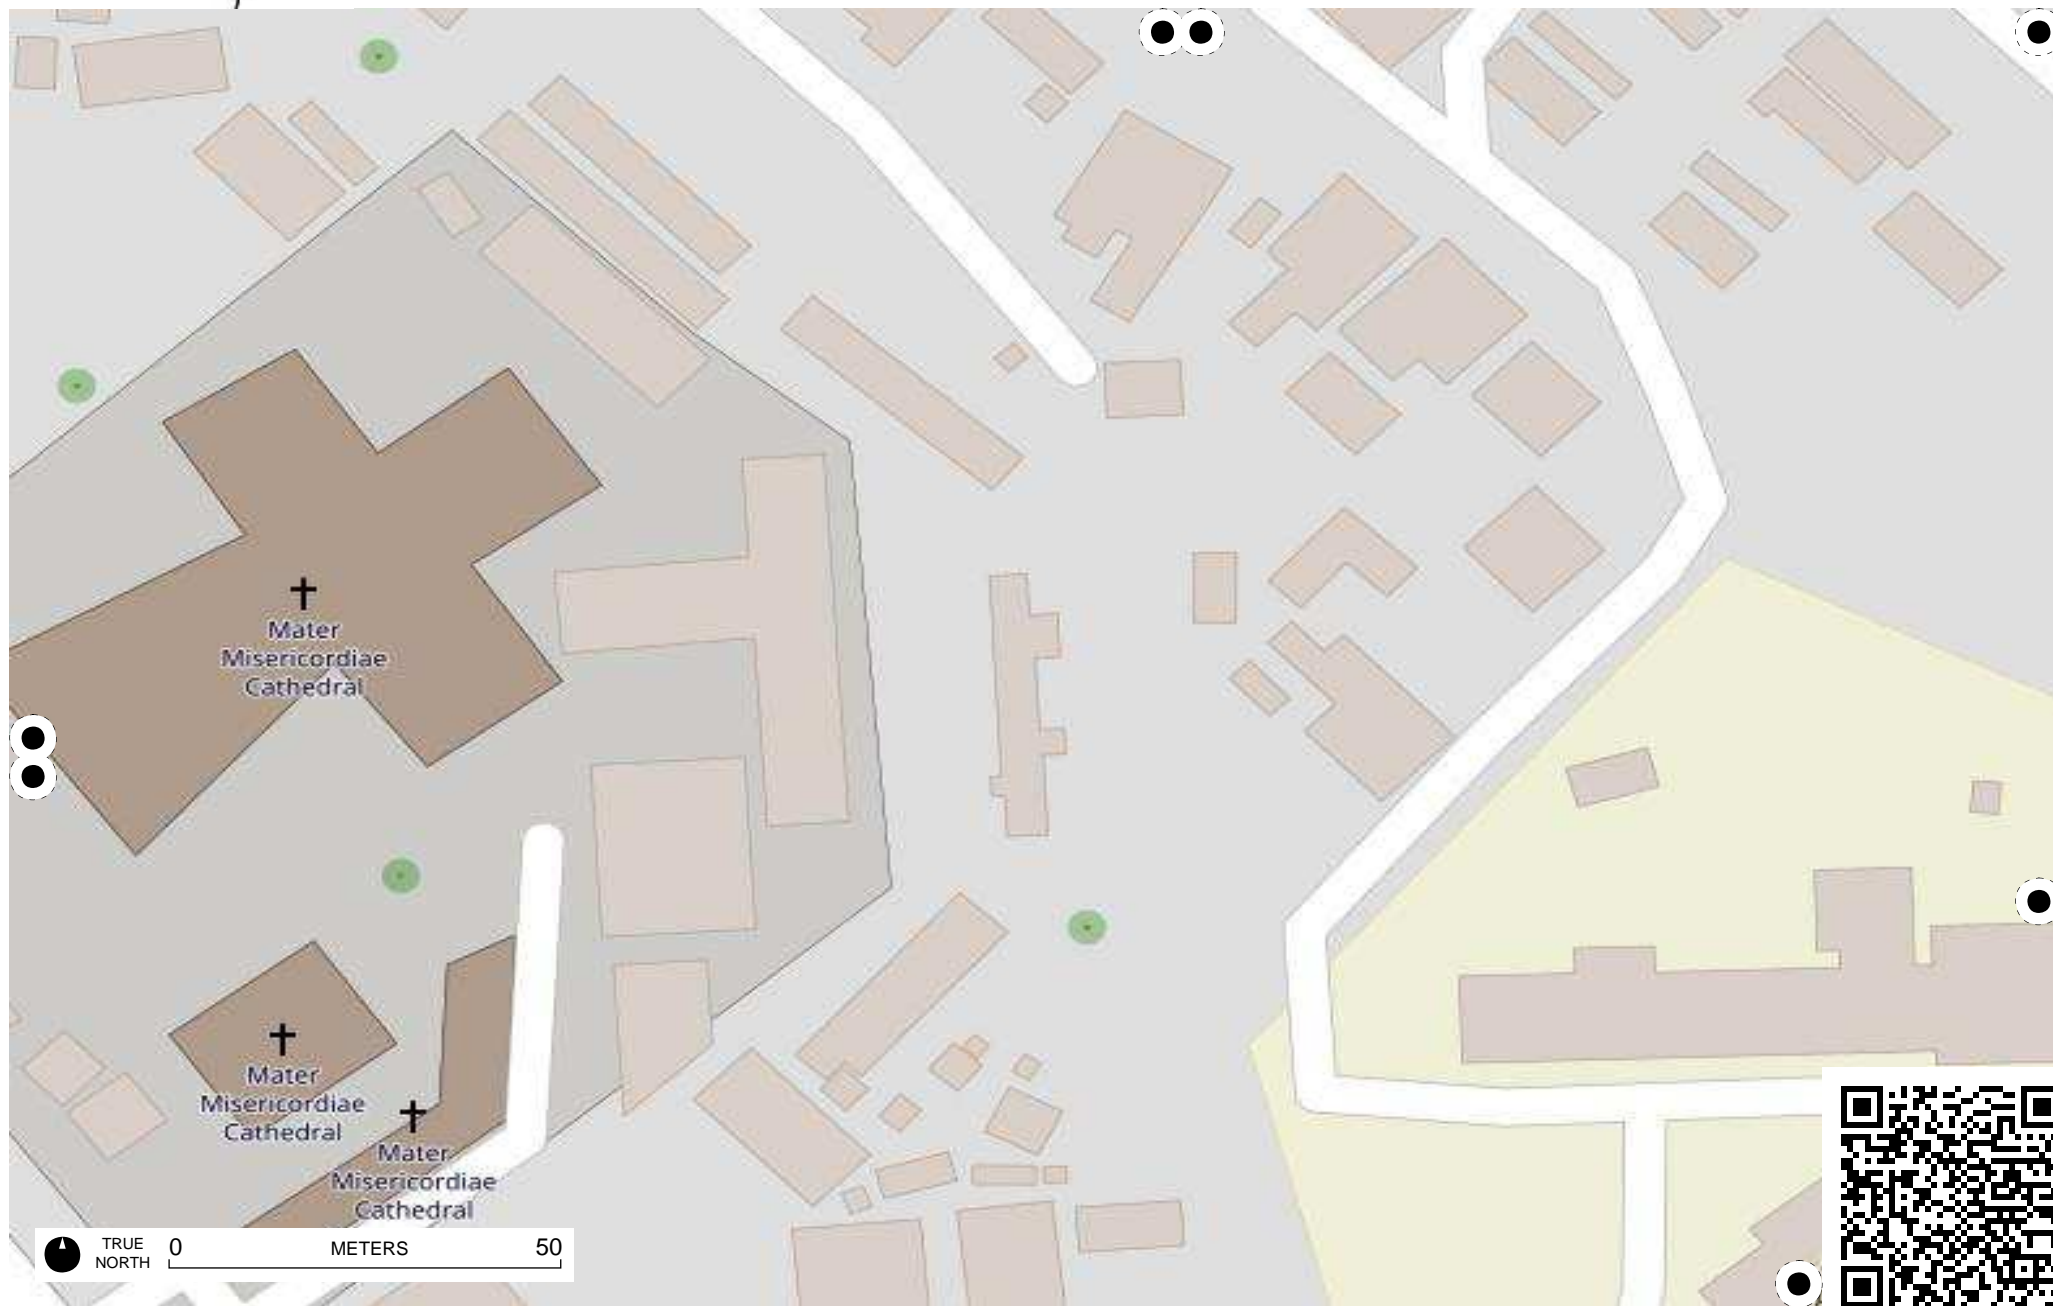 Mater
Misericordiae
Cathedral
Mater
Misericordiae
Cathedral
Mater
Misericordiae
Cathedral
TRUE
NORTH
0 METERS 50